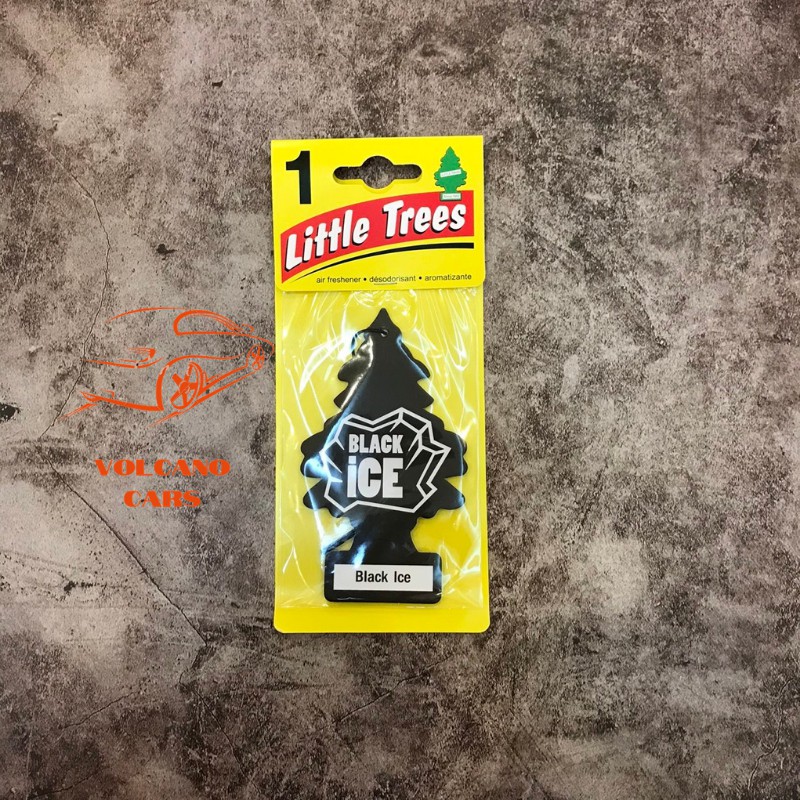 1
Little Trees
air freshener • désodorisant • aromatizante
BLACK
iCE
Black Ice
VOLCANO
CARS